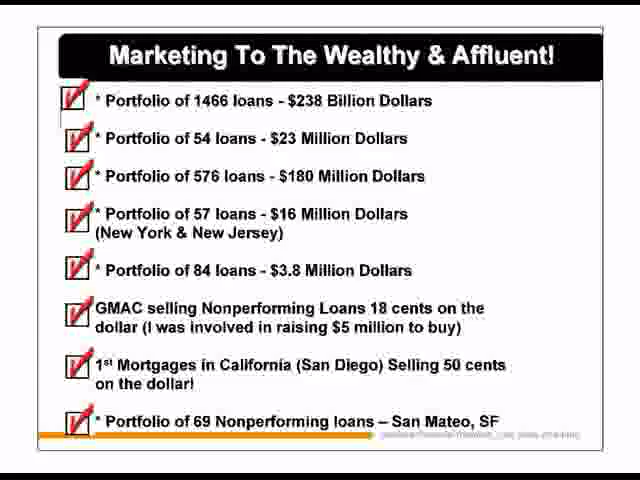 Marketing To The Wealthy & Affluent!
* Portfolio of 1466 loans - $238 Billion Dollars
* Portfolio of 54 loans - $23 Million Dollars
* Portfolio of 576 loans - $180 Million Dollars
* Portfolio of 57 loans - $16 Million Dollars
(New York & New Jersey)
* Portfolio of 84 loans - $3.8 Million Dollars
GMAC selling Nonperforming Loans 18 cents on the
dollar (I was involved in raising $5 million to buy)
1st Mortgages in California (San Diego) Selling 50 cents
on the dollar!
* Portfolio of 69 Nonperforming loans – San Mateo, SF